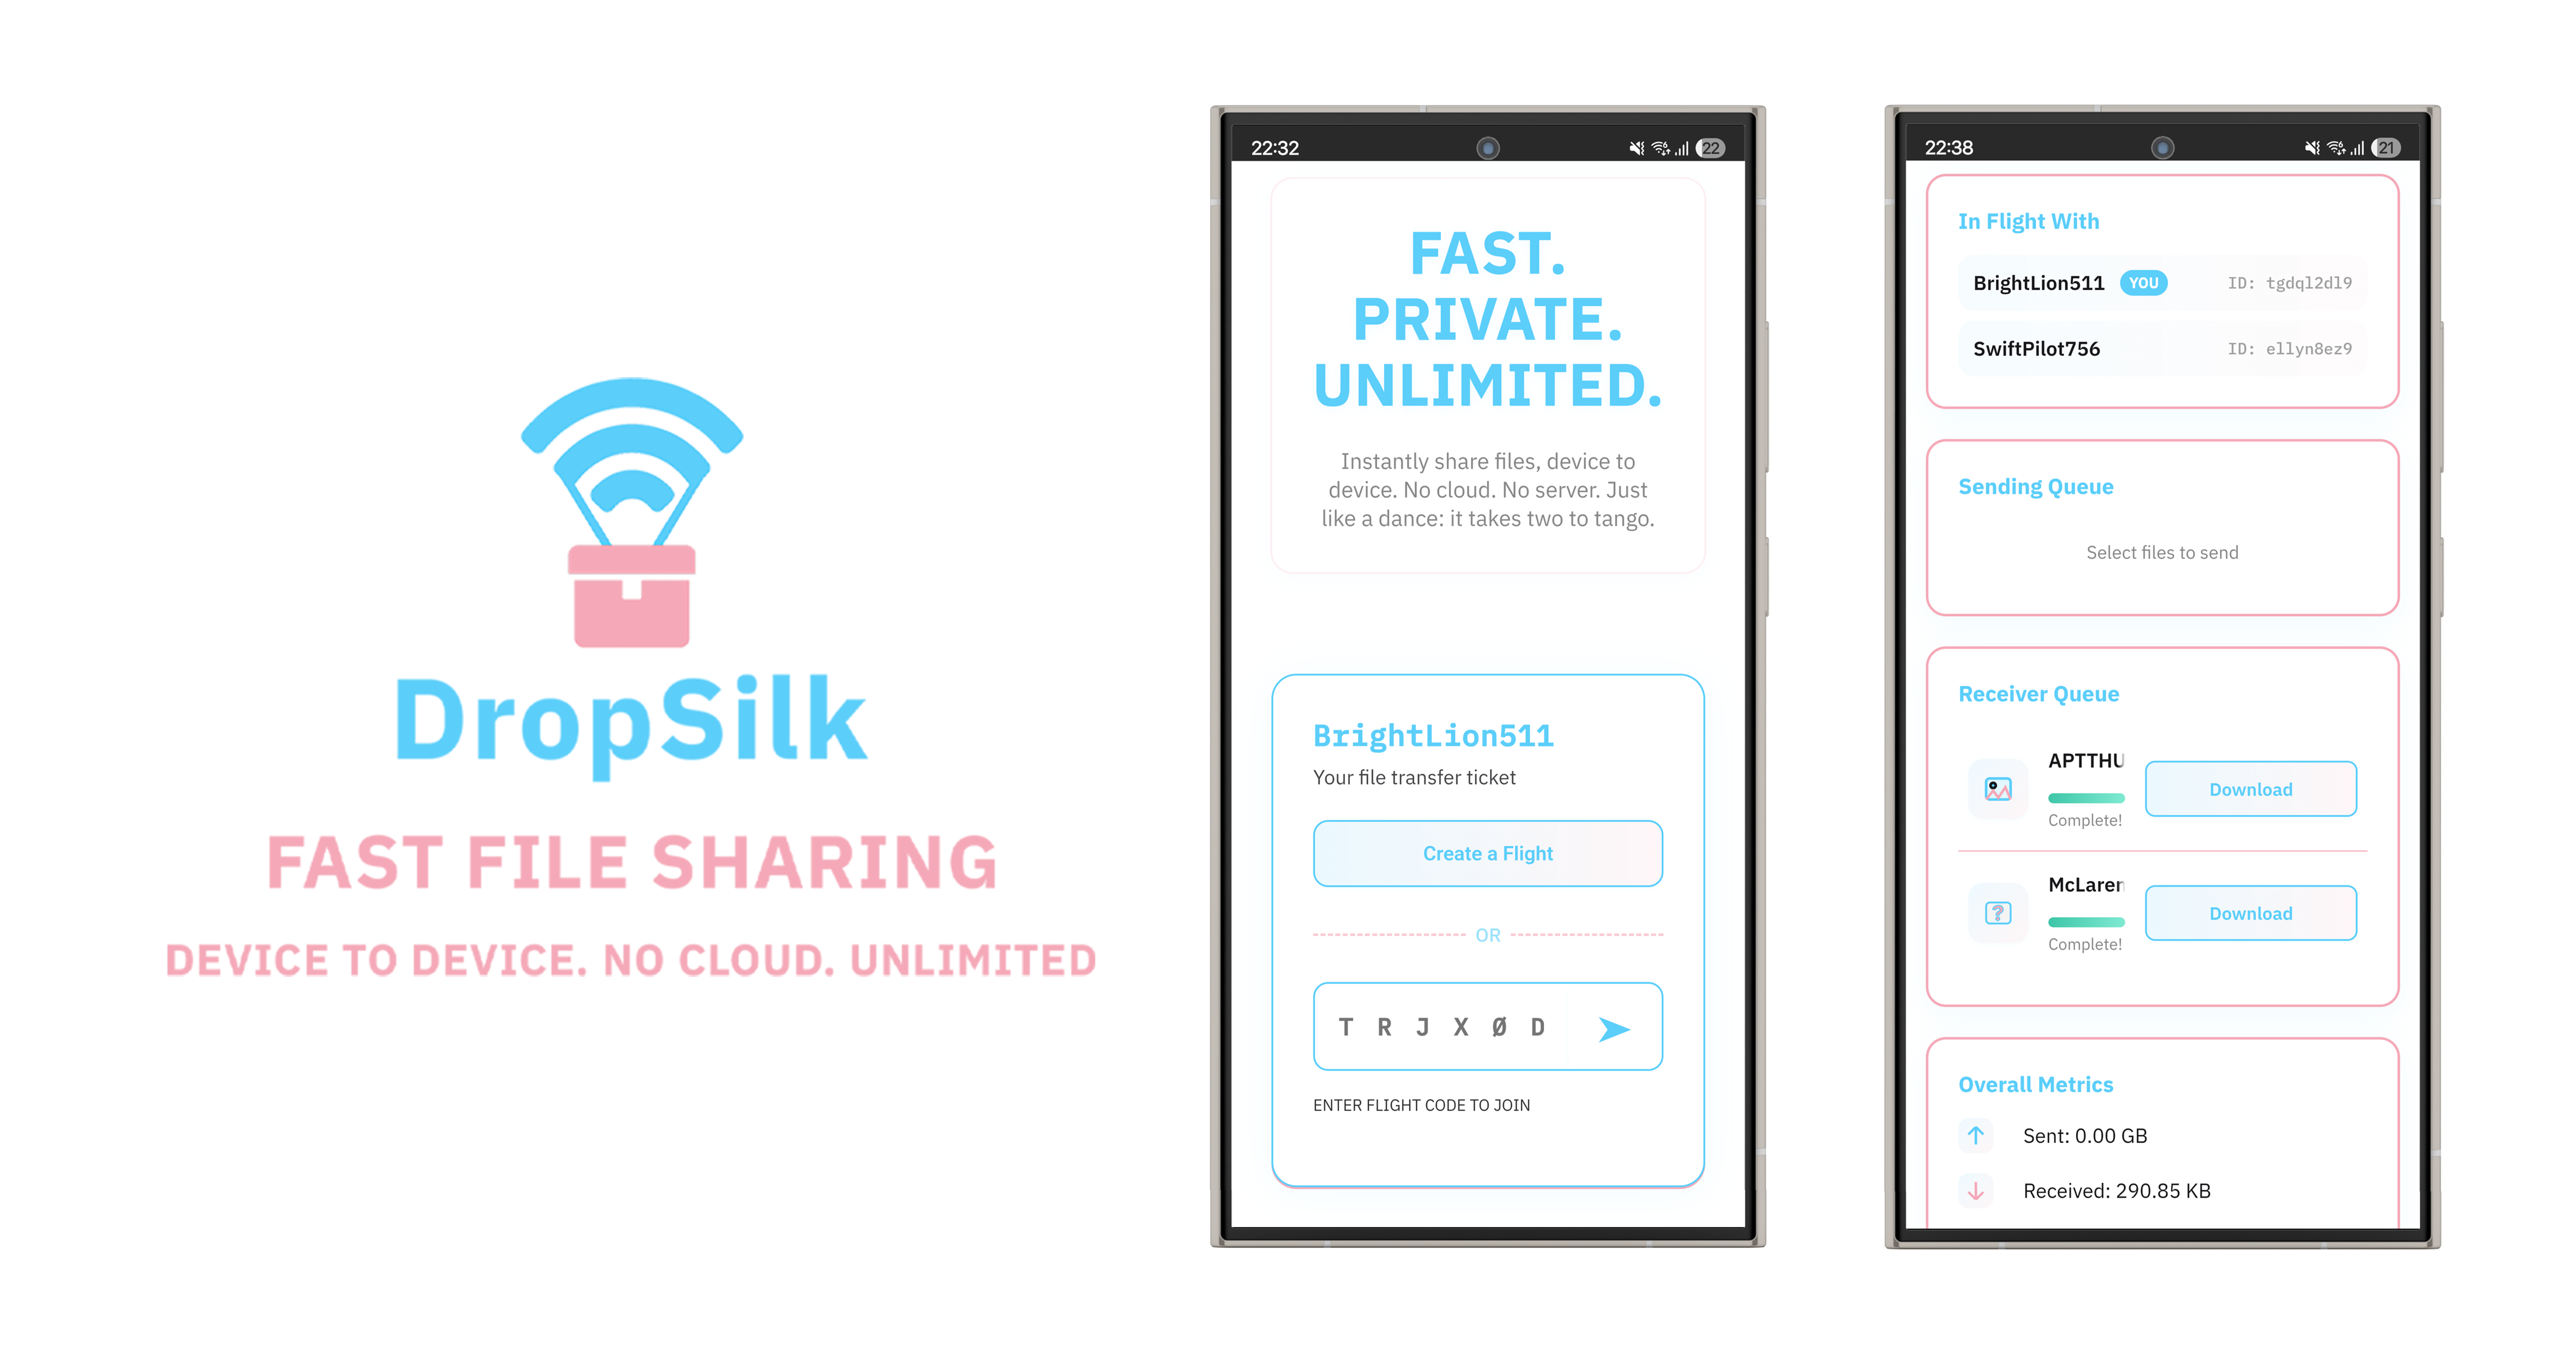 DropSilk
FAST FILE SHARING
DEVICE TO DEVICE. NO CLOUD. UNLIMITED
22:32
22
FAST.
PRIVATE.
UNLIMITED.
Instantly share files, device to
device. No cloud. No server. Just
like a dance: it takes two to tango.
BrightLion511
Your file transfer ticket
Create a Flight
OR
T R J X 0 D
ENTER FLIGHT CODE TO JOIN
22:38
21
In Flight With
BrightLion511 YOU ID: tgdql2dl9
SwiftPilot756 ID: ellyn8ez9
Sending Queue
Select files to send
Receiver Queue
APTTHU
Download
Complete!
?
McLaren
Download
Complete!
Overall Metrics
Sent: 0.00 GB
Received: 290.85 KB